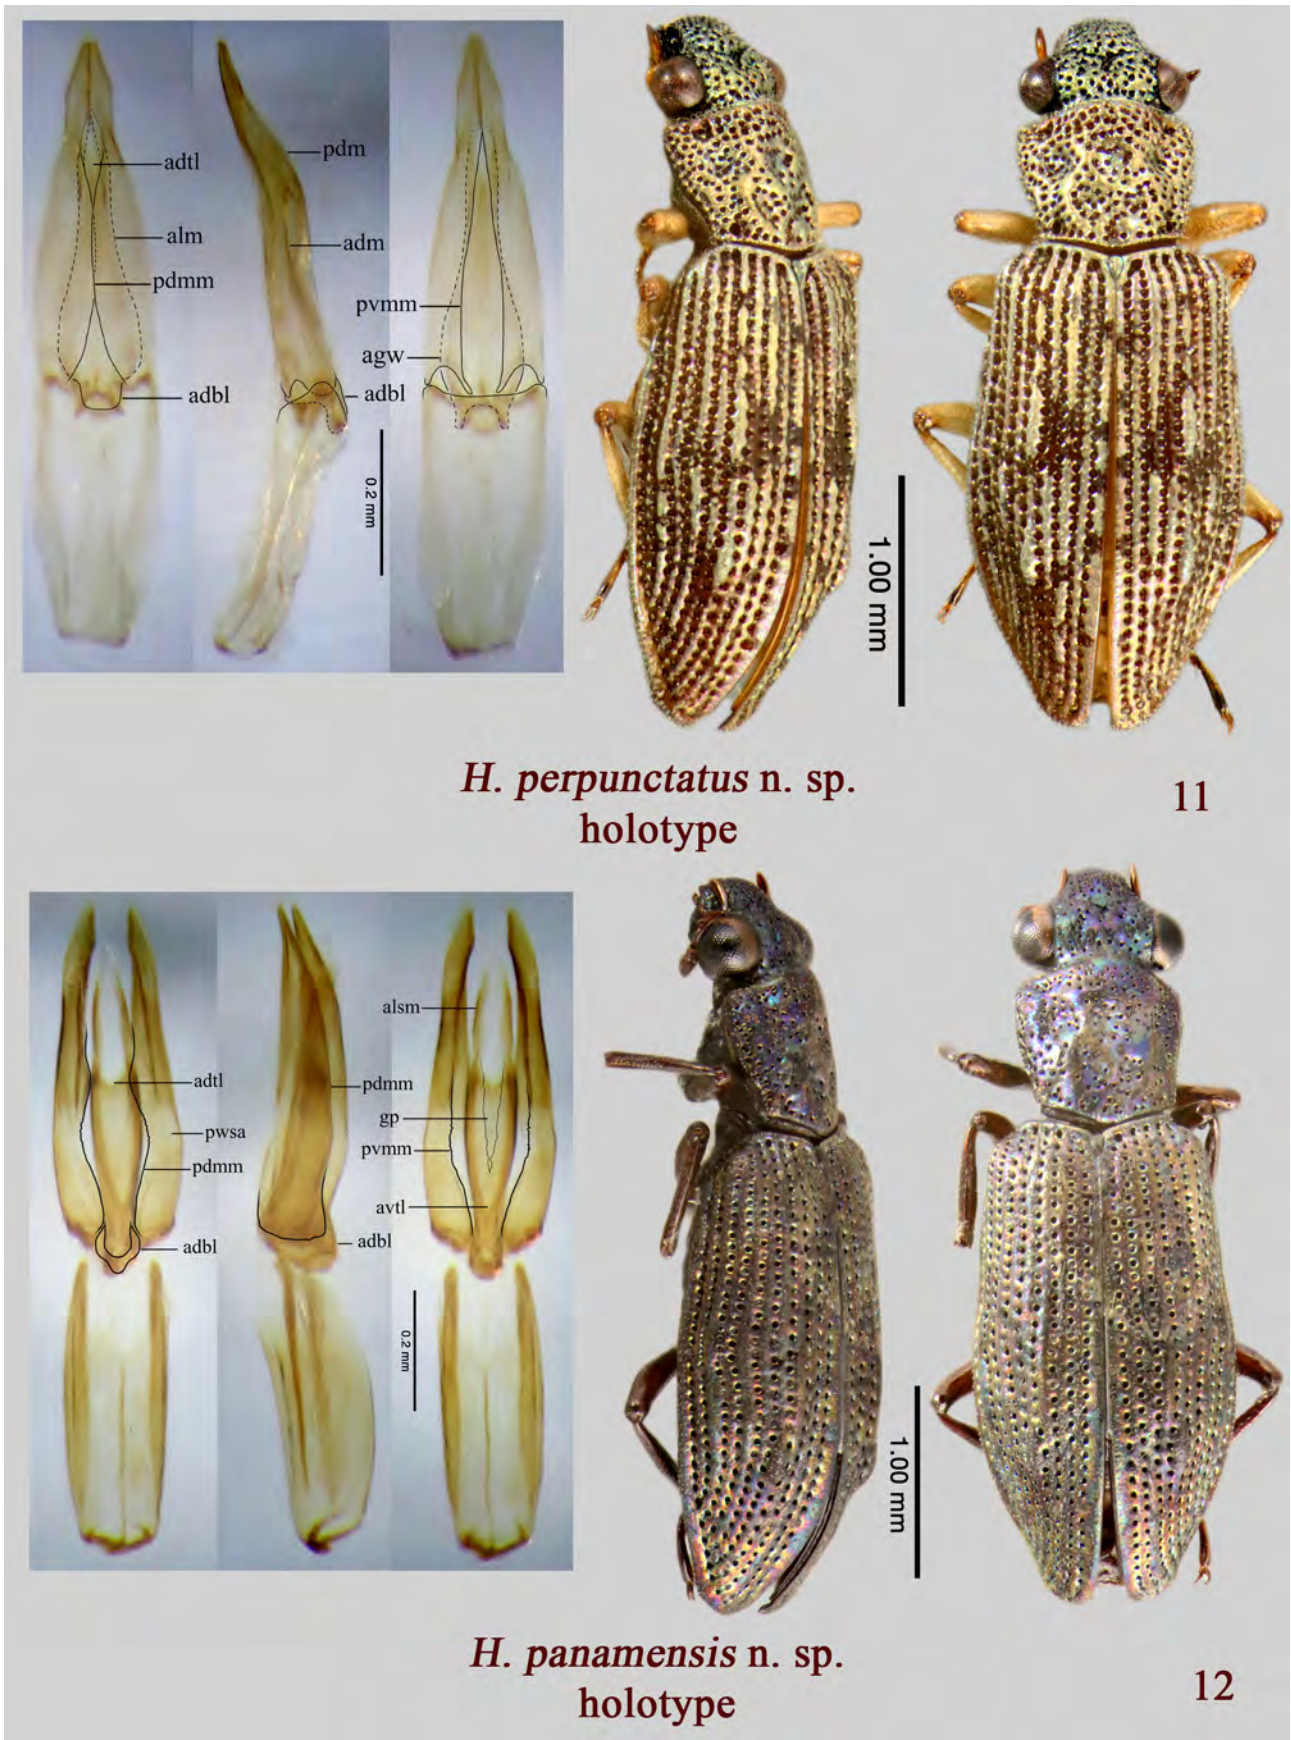 adtl
alm
pdmm
adbl
pdm
adm
adbl
0.2 mm
pvmm
agw
1.00 mm
H. perpunctatus n. sp.
holotype
11
adtl
pwsa
pdmm
adbl
pdmm
adbl
alsm
gp
pvmm
avtl
0.2 mm
1.00 mm
H. panamensis n. sp.
holotype
12